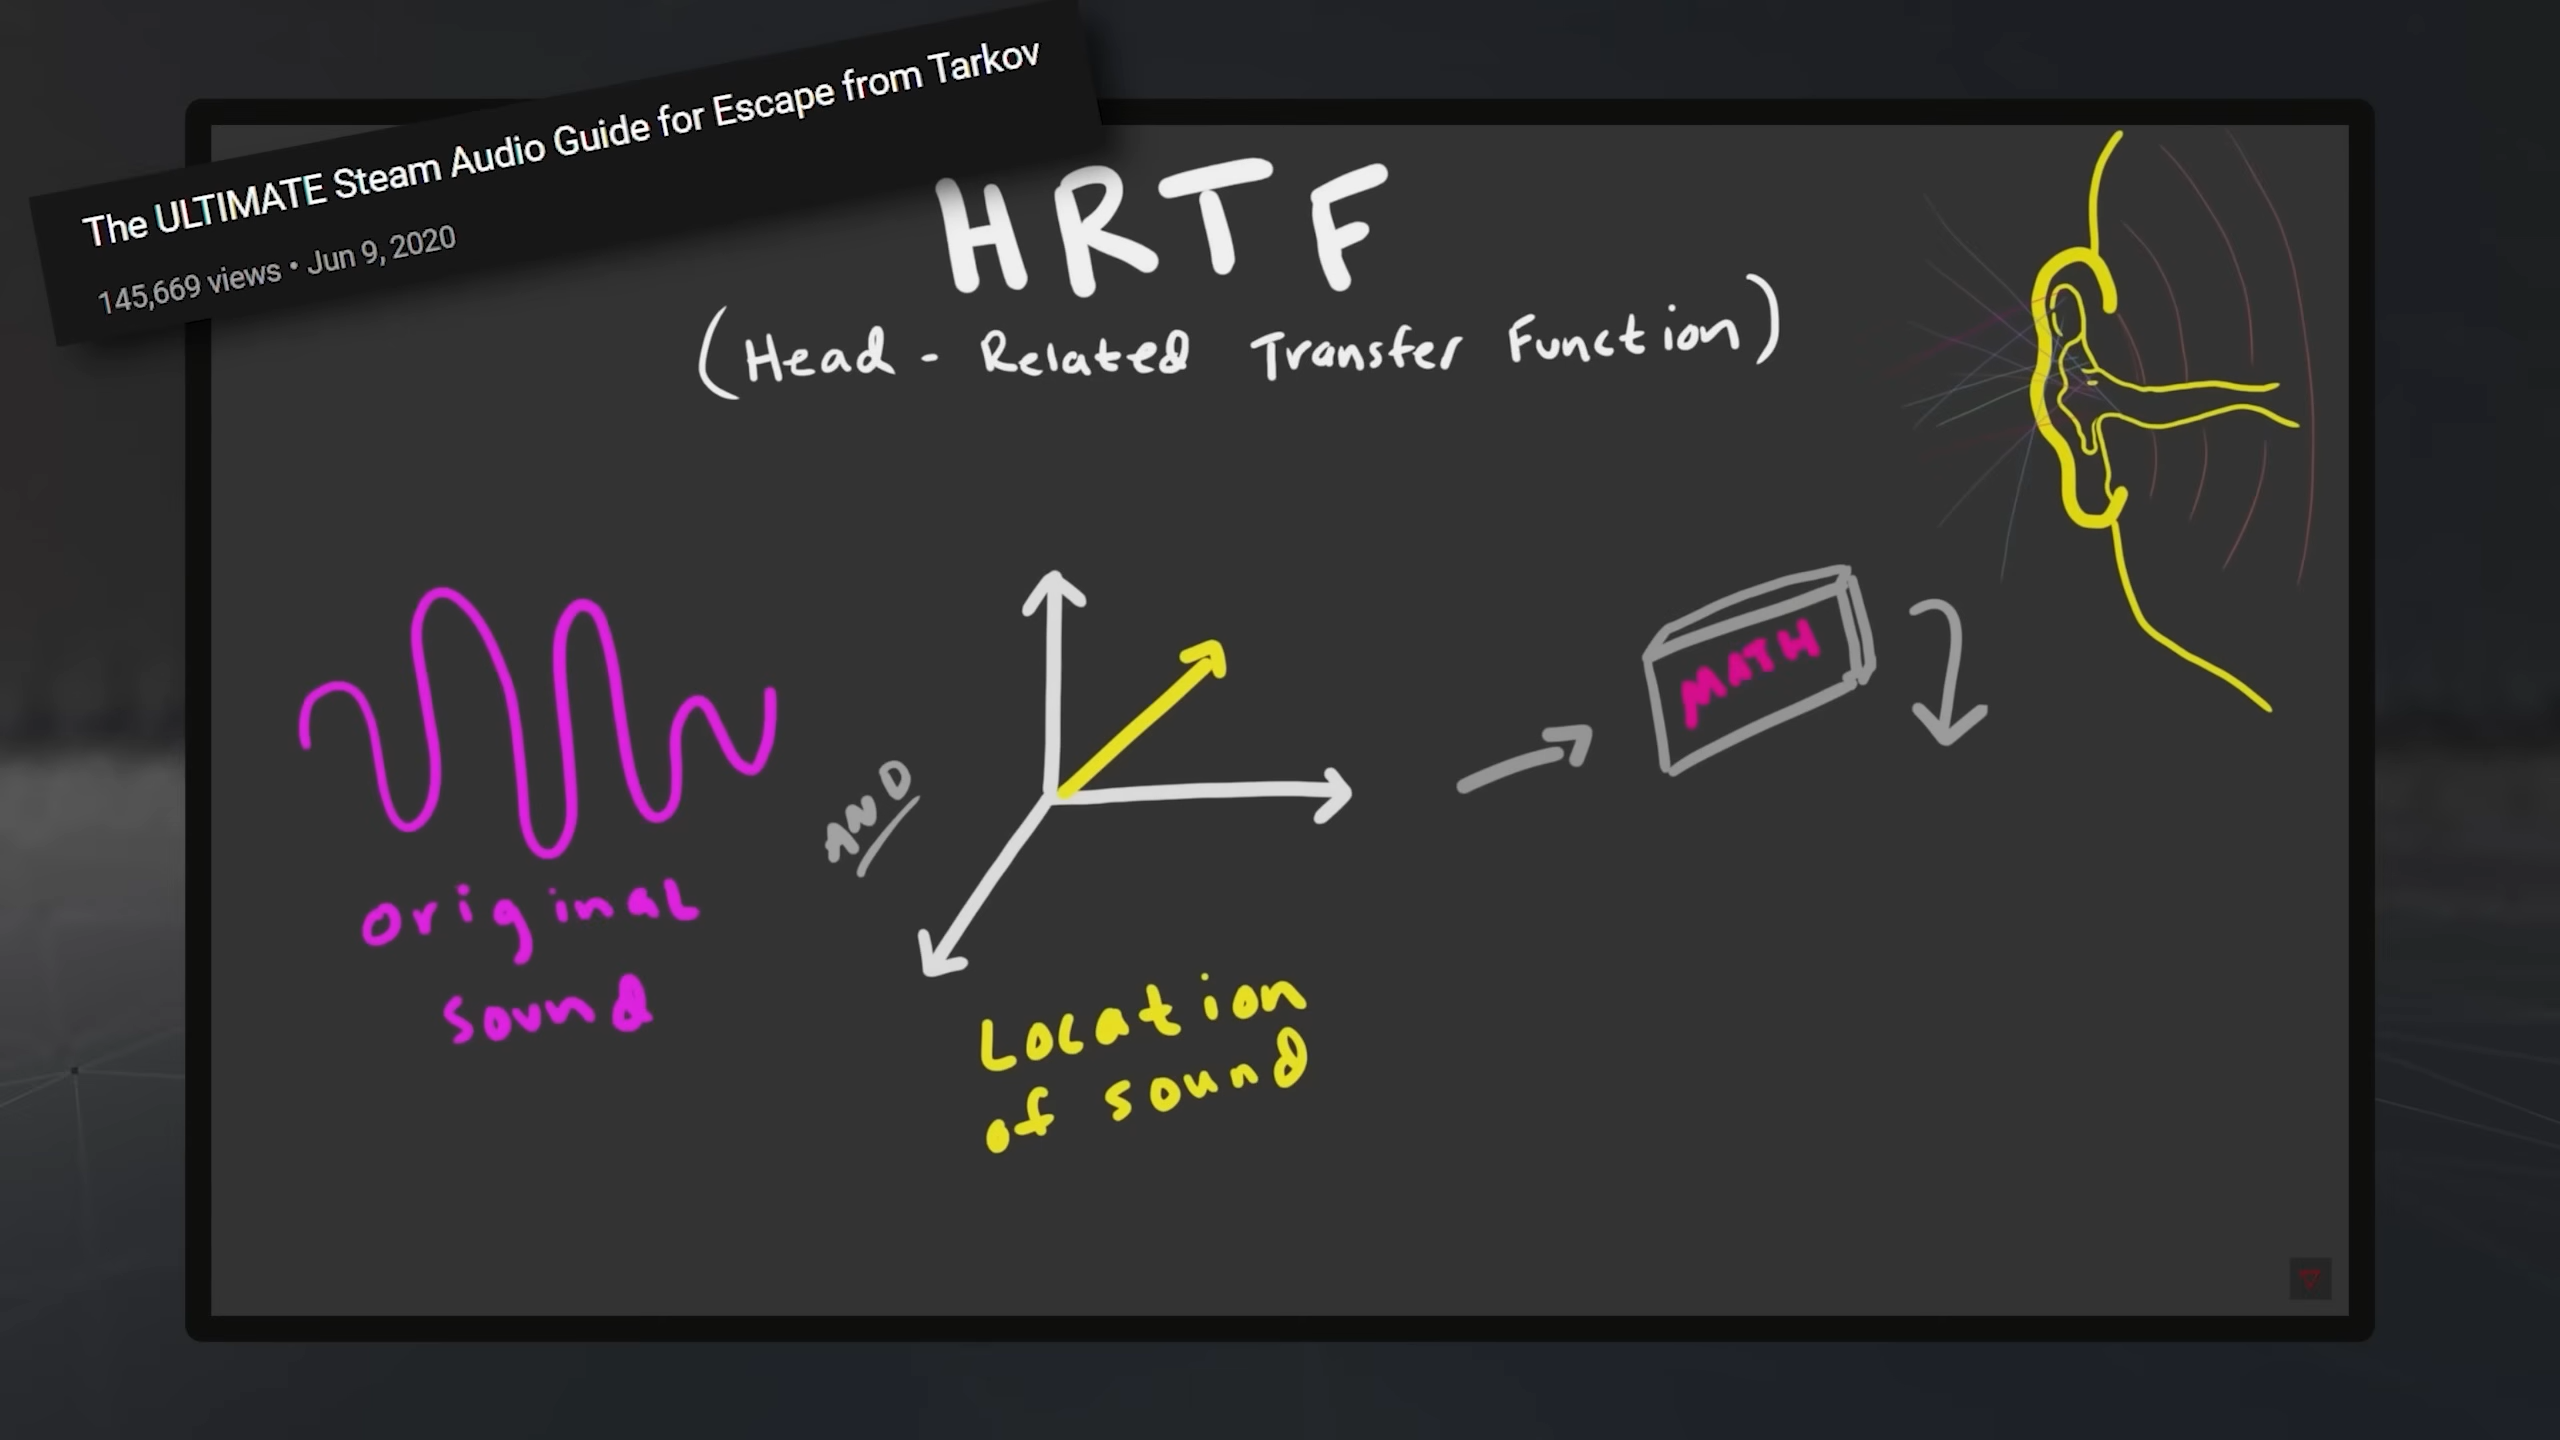 The ULTIMATE Steam Audio Guide for Escape from Tarkov
145,669 views • Jun 9, 2020
HRTF
(Head - Related Transfer Function)
MATH
AND
original
sound
Location
of sound